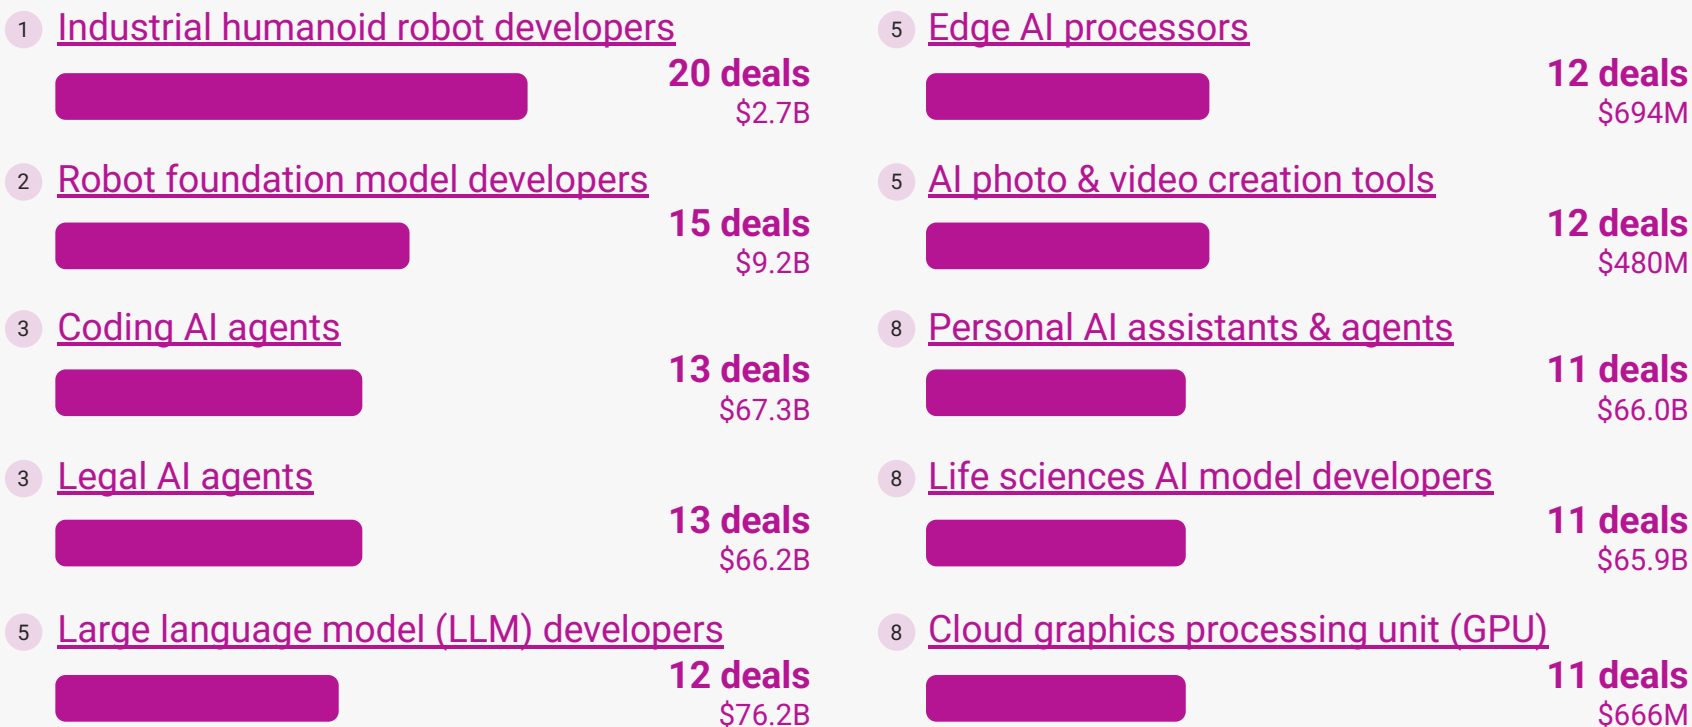 1 Industrial humanoid robot developers
20 deals
$2.7B
2 Robot foundation model developers
15 deals
$9.2B
3 Coding AI agents
13 deals
$67.3B
3 Legal AI agents
13 deals
$66.2B
5 Large language model (LLM) developers
12 deals
$76.2B
5 Edge AI processors
12 deals
$694M
5 AI photo & video creation tools
12 deals
$480M
8 Personal AI assistants & agents
11 deals
$66.0B
8 Life sciences AI model developers
11 deals
$65.9B
8 Cloud graphics processing unit (GPU)
11 deals
$666M